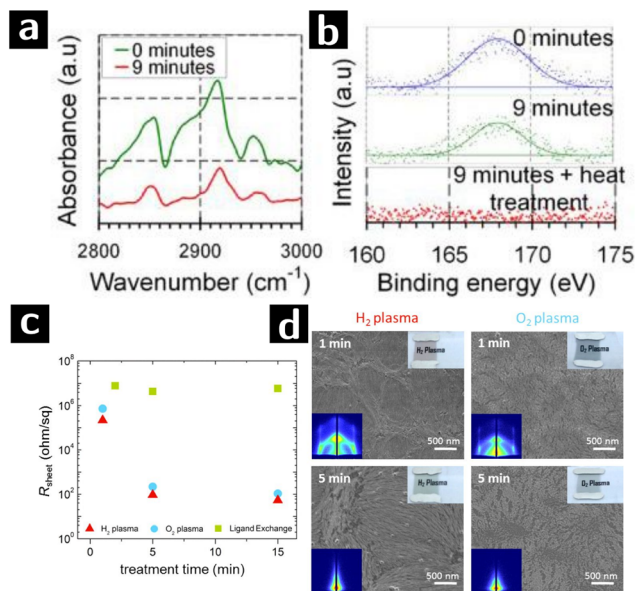 a
0 minutes
9 minutes
Absorbance (a.u)
2800
2900
3000
Wavenumber (cm⁻¹)
b
0 minutes
9 minutes
9 minutes + heat
treatment
Intensity (a.u)
160
165
170
175
Binding energy (eV)
c
10⁸
10⁶
10⁴
10²
10⁰
R sheet (ohm/sq)
H₂ plasma
O₂ plasma
Ligand Exchange
0
5
10
15
treatment time (min)
d
H₂ plasma
O₂ plasma
1 min
H₂ Plasma
500 nm
1 min
O₂ Plasma
500 nm
5 min
H₂ Plasma
500 nm
5 min
O₂ Plasma
500 nm